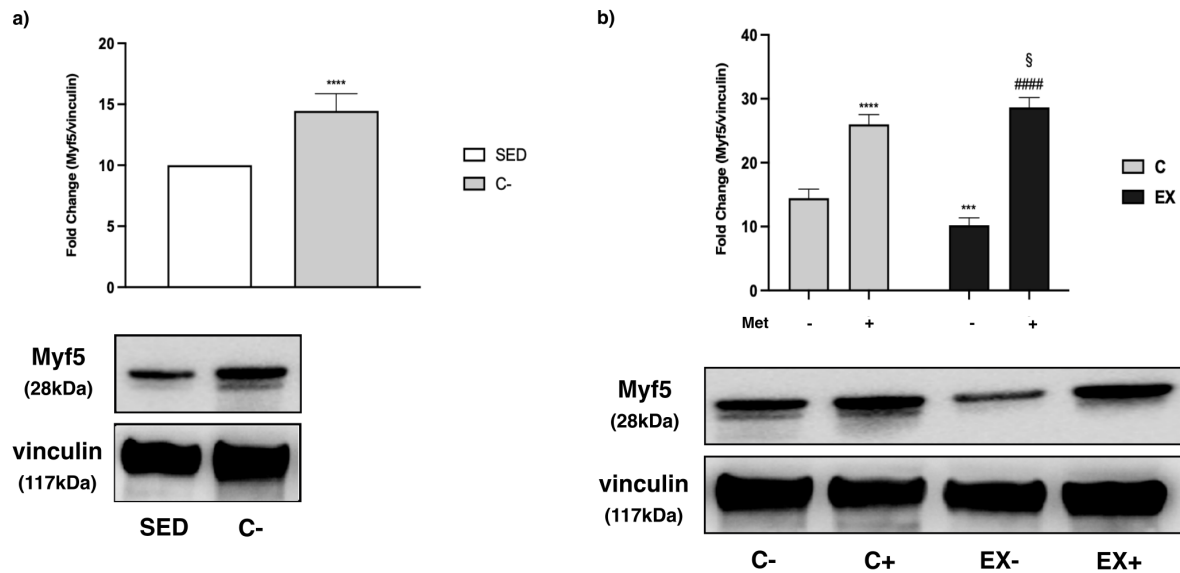 a)
Fold Change (Myf5/vinculin)
20
15
10
5
0
****
SED
C-
Myf5
(28kDa)
vinculin
(117kDa)
SED C-
b)
Fold Change (Myf5/vinculin)
40
30
20
10
0
****
***
§
####
C
EX
Met - + - +
Myf5
(28kDa)
vinculin
(117kDa)
C- C+ EX- EX+